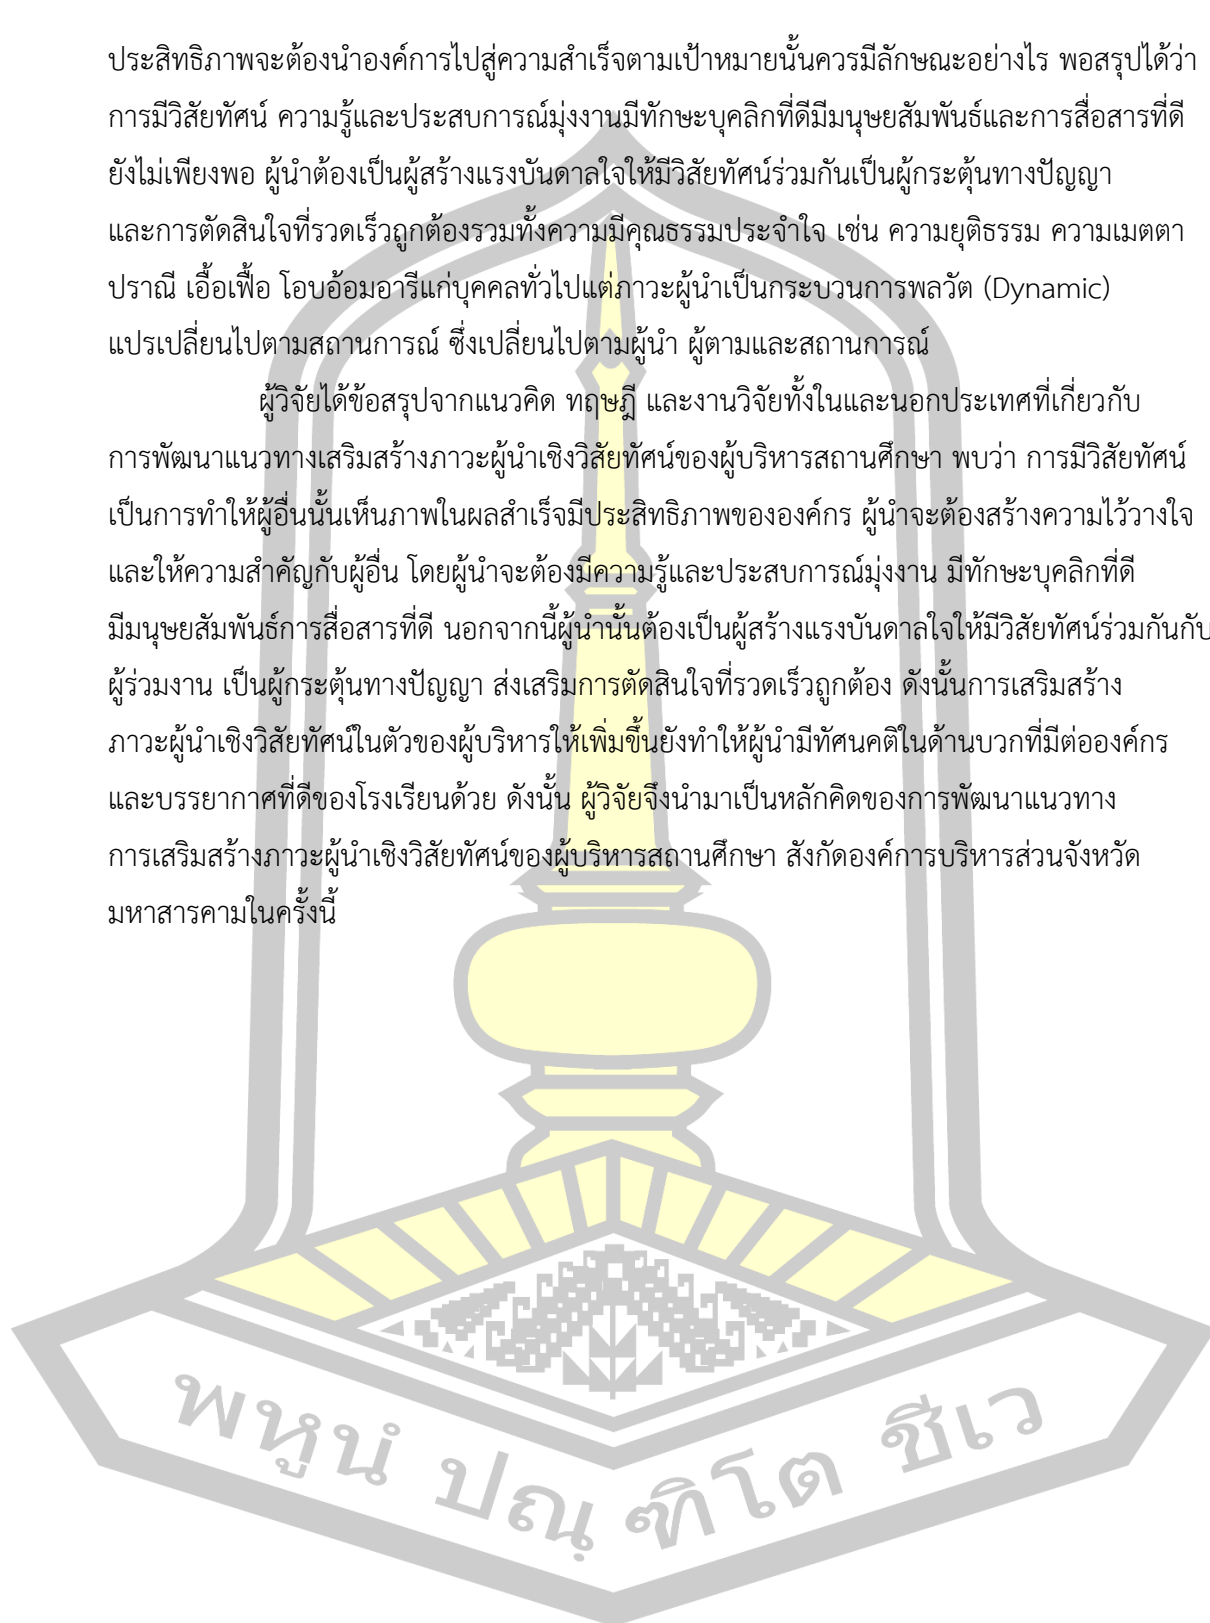 ประสิทธิภาพจะต้องนำองค์การไปสู่ความสำเร็จตามเป้าหมายนั้นควรมีลักษณะอย่างไร พอสรุปได้ว่า
การมีวิสัยทัศน์ ความรู้และประสบการณ์มุ่งงานมีทักษะบุคลิกที่ดีมีมนุษยสัมพันธ์และการสื่อสารที่ดี
ยังไม่เพียงพอ ผู้นำต้องเป็นผู้สร้างแรงบันดาลใจให้มีวิสัยทัศน์ร่วมกันเป็นผู้กระตุ้นทางปัญญา
และการตัดสินใจที่รวดเร็วถูกต้องรวมทั้งความมีคุณธรรมประจำใจ เช่น ความยุติธรรม ความเมตตา
ปราณี เอื้อเฟื้อ โอบอ้อมอารีแก่บุคคลทั่วไปแต่ภาวะผู้นำเป็นกระบวนการพลวัต (Dynamic)
แปรเปลี่ยนไปตามสถานการณ์ ซึ่งเปลี่ยนไปตามผู้นำ ผู้ตามและสถานการณ์
ผู้วิจัยได้ข้อสรุปจากแนวคิด ทฤษฎี และงานวิจัยทั้งในและนอกประเทศที่เกี่ยวกับ
การพัฒนาแนวทางเสริมสร้างภาวะผู้นำเชิงวิสัยทัศน์ของผู้บริหารสถานศึกษา พบว่า การมีวิสัยทัศน์
เป็นการทำให้ผู้อื่นนั้นเห็นภาพในผลสำเร็จมีประสิทธิภาพขององค์กร ผู้นำจะต้องสร้างความไว้วางใจ
และให้ความสำคัญกับผู้อื่น โดยผู้นำจะต้องมีความรู้และประสบการณ์มุ่งงาน มีทักษะบุคลิกที่ดี
มีมนุษยสัมพันธ์การสื่อสารที่ดี นอกจากนี้ผู้นำนั้นต้องเป็นผู้สร้างแรงบันดาลใจให้มีวิสัยทัศน์ร่วมกันกับ
ผู้ร่วมงาน เป็นผู้กระตุ้นทางปัญญา ส่งเสริมการตัดสินใจที่รวดเร็วถูกต้อง ดังนั้นการเสริมสร้าง
ภาวะผู้นำเชิงวิสัยทัศน์ในตัวของผู้บริหารให้เพิ่มขึ้นยังทำให้ผู้นำมีทัศนคติในด้านบวกที่มีต่อองค์กร
และบรรยากาศที่ดีของโรงเรียนด้วย ดังนั้น ผู้วิจัยจึงนำมาเป็นหลักคิดของการพัฒนาแนวทาง
การเสริมสร้างภาวะผู้นำเชิงวิสัยทัศน์ของผู้บริหารสถานศึกษา สังกัดองค์การบริหารส่วนจังหวัด
มหาสารคามในครั้งนี้
พหูนํ ปณฺ ฑิโต ชีเว